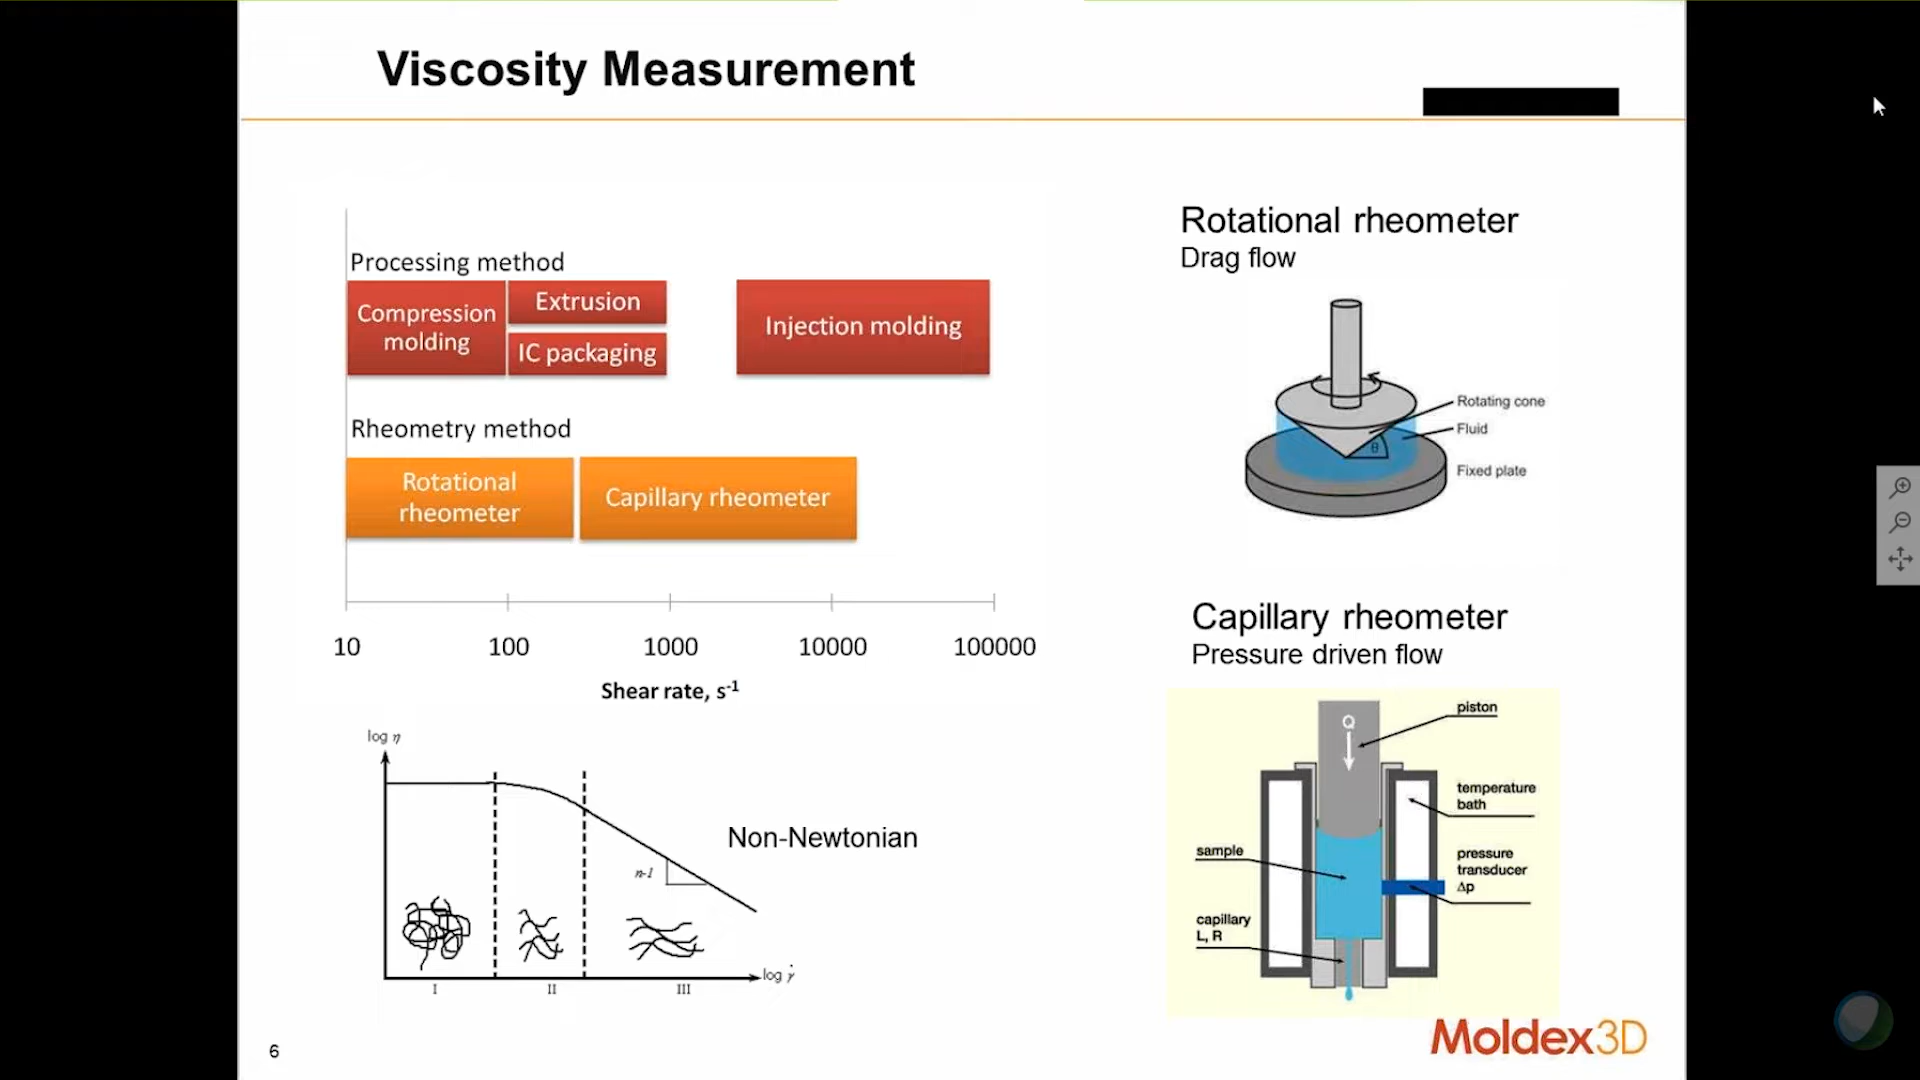 Viscosity Measurement
Processing method
Compression
molding
Extrusion
IC packaging
Injection molding
Rheometry method
Rotational
rheometer
Capillary rheometer
10 100 1000 10000 100000
Shear rate, s-1
log η
Non-Newtonian
n-1
log γ̇
I II III
Rotational rheometer
Drag flow
Rotating cone
Fluid
θ
Fixed plate
Capillary rheometer
Pressure driven flow
Q
piston
temperature
bath
sample
pressure
transducer
Δp
capillary
L, R
6
Moldex3D